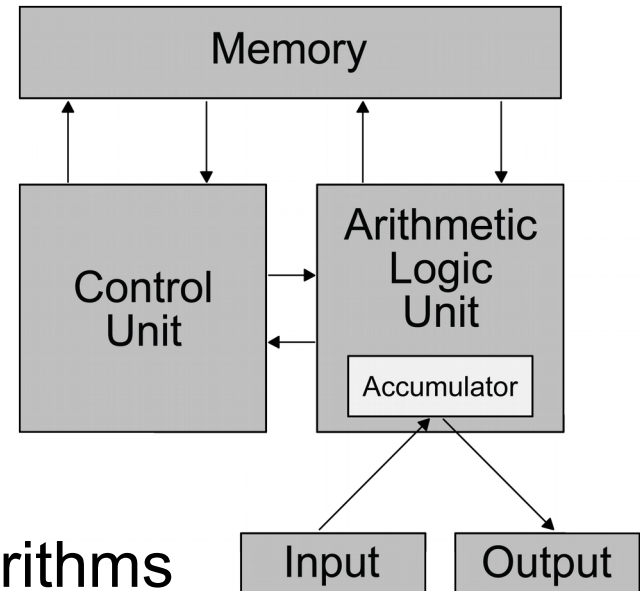 Memory
Control
Unit
Arithmetic
Logic
Unit
Accumulator
rithms
Input
Output